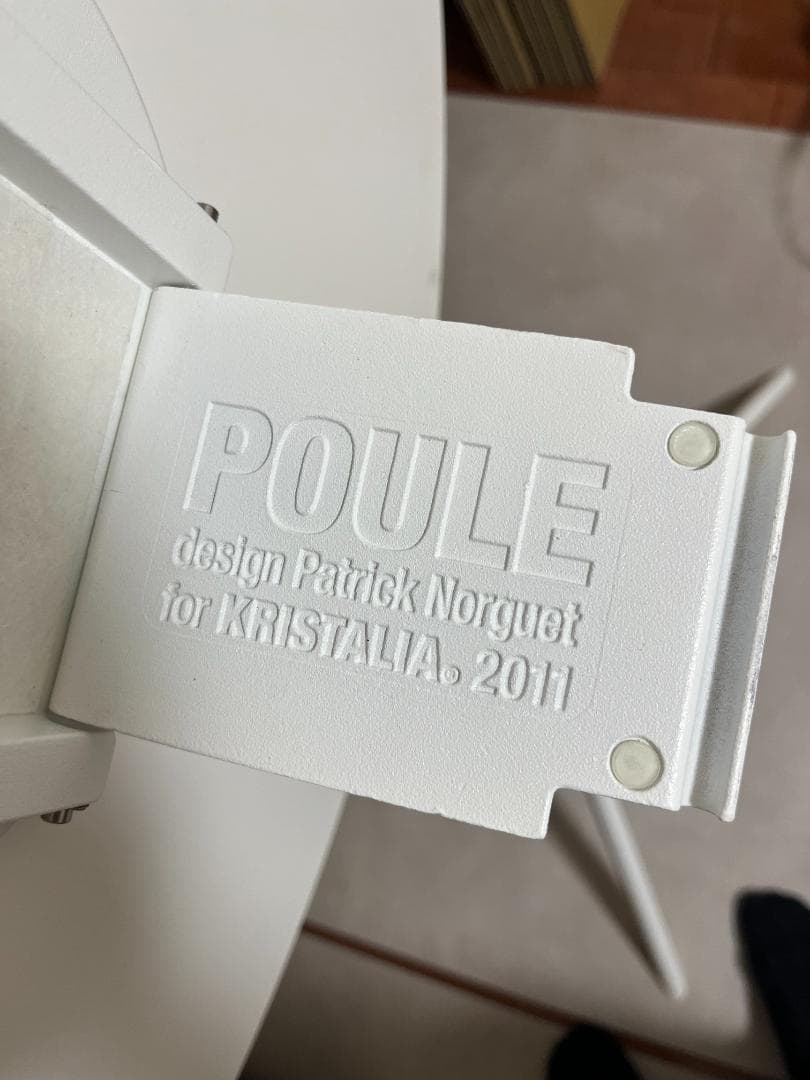 POULE
design Patrick Norguet
for KRISTALIA® 2011